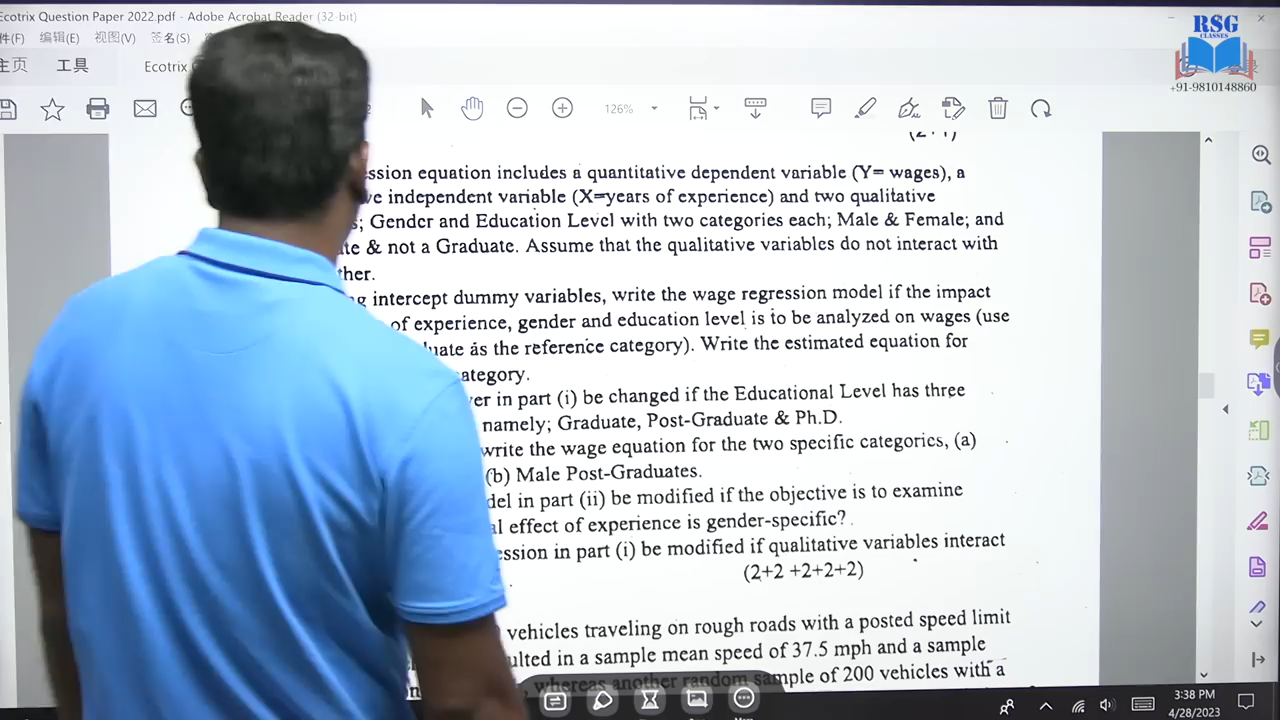 Ecotrix Question Paper 2022.pdf - Adobe Acrobat Reader (32-bit)
件(F) 编辑(E) 视图(V) 签名(S)
RSG
CLASSES
+91-9810148860
主页 工具 Ecotrix
126%
ession equation includes a quantitative dependent variable (Y= wages), a
ve independent variable (X=years of experience) and two qualitative
s; Gender and Education Level with two categories each; Male & Female; and
ate & not a Graduate. Assume that the qualitative variables do not interact with
ther.
g intercept dummy variables, write the wage regression model if the impact
of experience, gender and education level is to be analyzed on wages (use
uate as the reference category). Write the estimated equation for
ategory.
er in part (i) be changed if the Educational Level has three
namely; Graduate, Post-Graduate & Ph.D.
write the wage equation for the two specific categories, (a)
(b) Male Post-Graduates.
del in part (ii) be modified if the objective is to examine
al effect of experience is gender-specific?
ession in part (i) be modified if qualitative variables interact
(2+2 +2+2+2)
vehicles traveling on rough roads with a posted speed limit
ulted in a sample mean speed of 37.5 mph and a sample
whereas another random sample of 200 vehicles with a
3:38 PM
4/28/2023